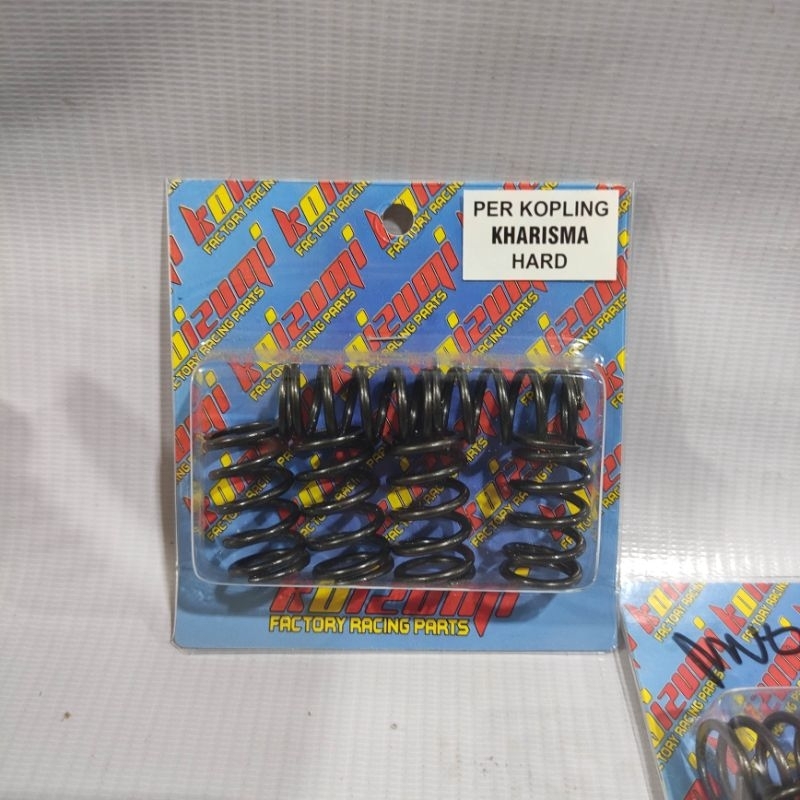 PER KOPLING
KHARISMA
HARD
koizumi
FACTORY RACING PARTS